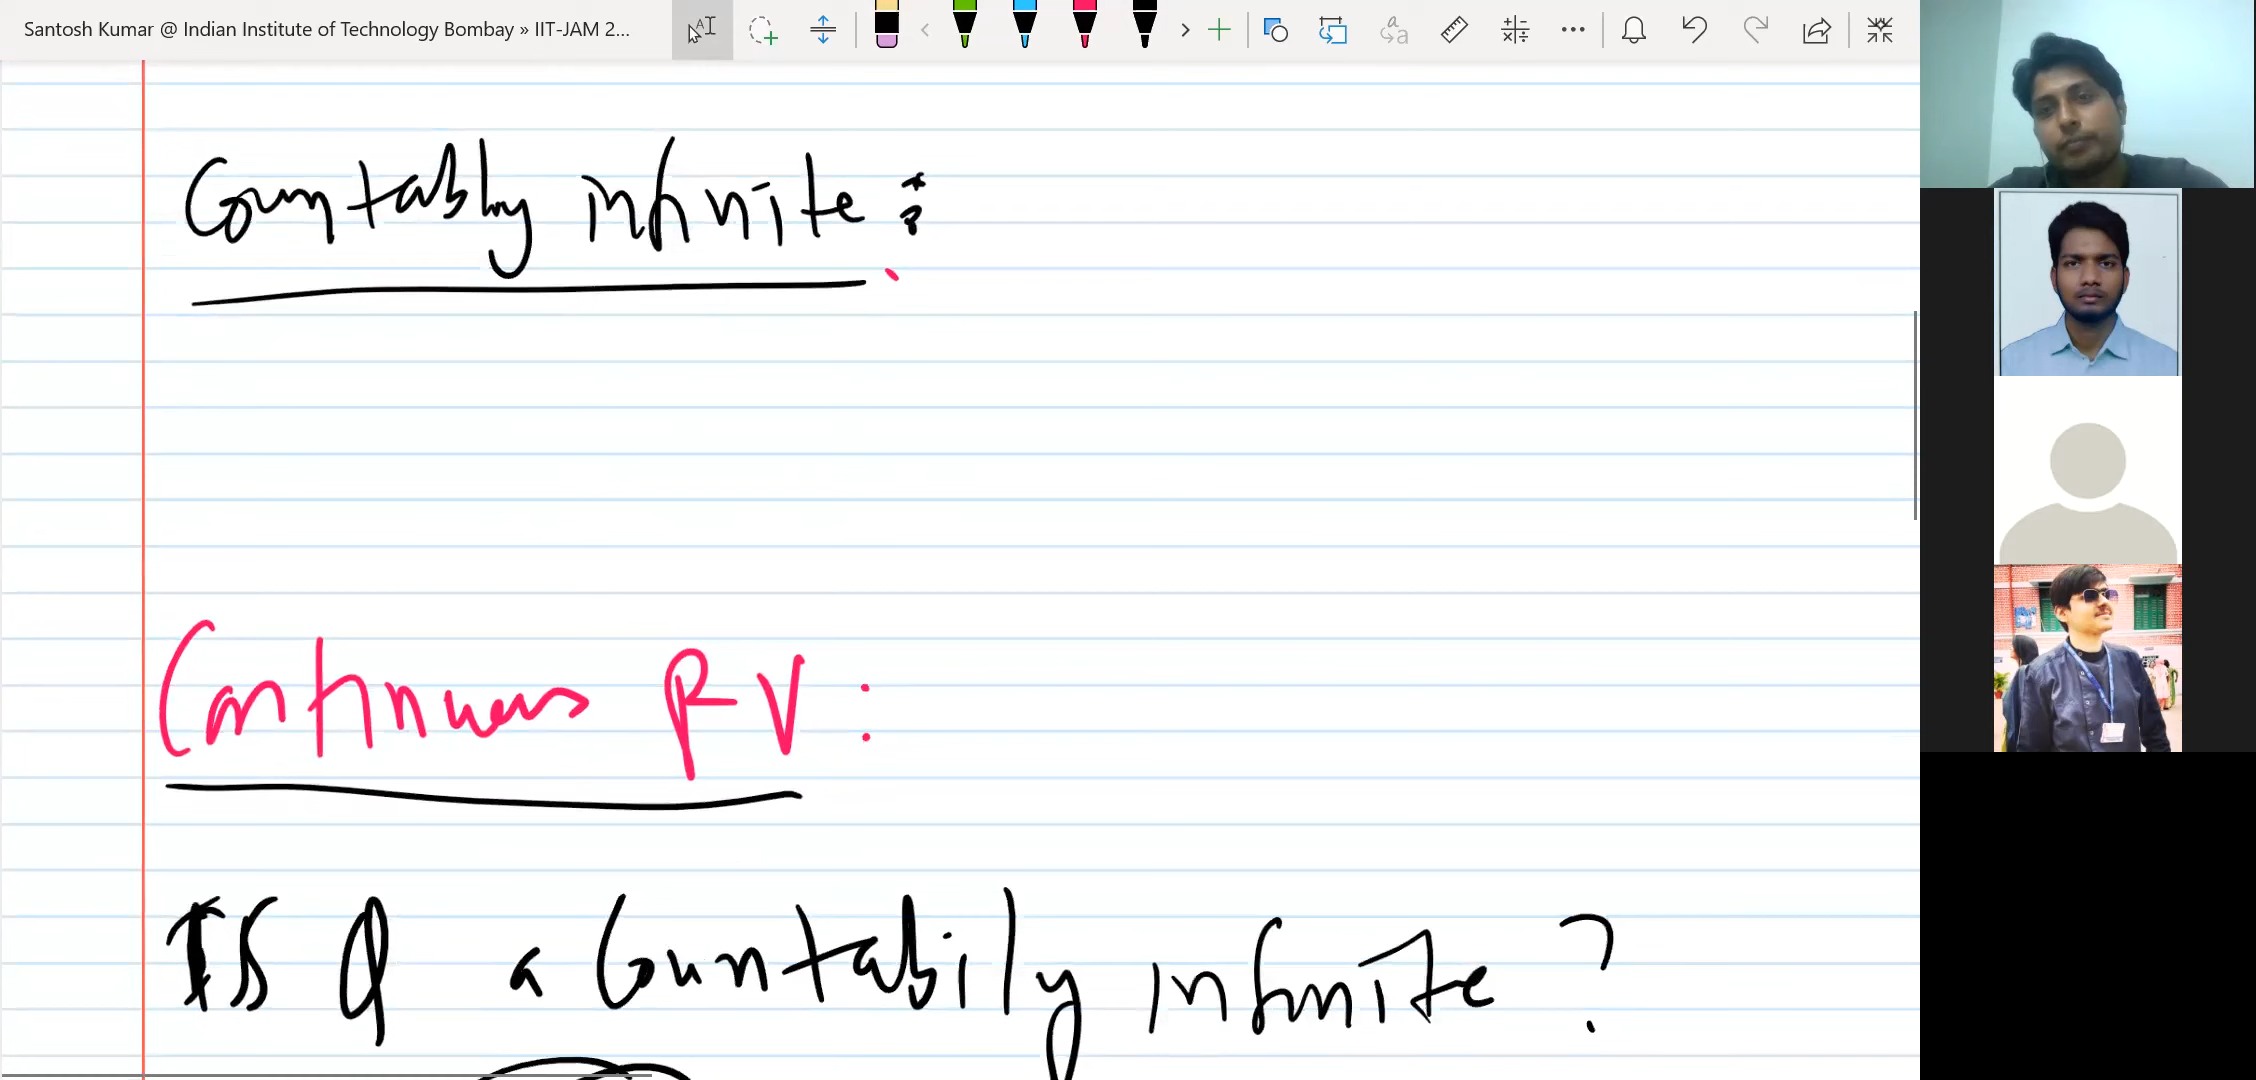 Santosh Kumar @ Indian Institute of Technology Bombay » IIT-JAM 2...
Countably infinite :
Continuous RV :
Is Q a Countabily infinite ?